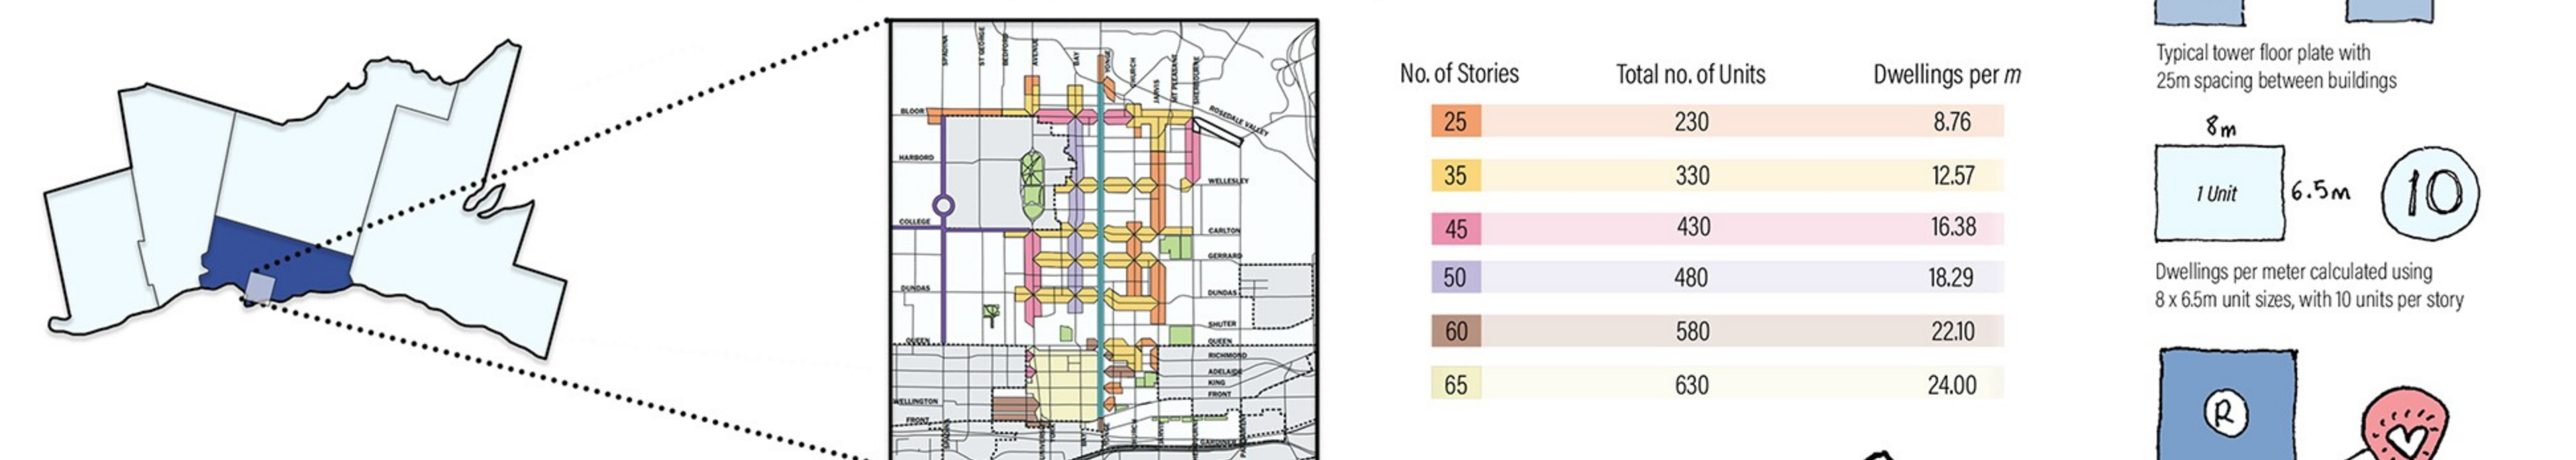 SPADINA
ST GEORGE
BEDFORD
AVENUE
BAY
YONGE
CHURCH
JARVIS
MT PLEASANT
SHERBOURNE
BLOOR
ROSEDALE VALLEY
HARBORD
WELLESLEY
COLLEGE
CARLTON
GERRARD
DUNDAS
DUNDAS
SHUTER
QUEEN
QUEEN
RICHMOND
ADELAIDE
KING
WELLINGTON
FRONT
FRONT
SPADINA
No. of Stories Total no. of Units Dwellings per m
25 230 8.76
35 330 12.57
45 430 16.38
50 480 18.29
60 580 22.10
65 630 24.00
Typical tower floor plate with
25m spacing between buildings
8m
1 Unit 6.5m 10
Dwellings per meter calculated using
8 x 6.5m unit sizes, with 10 units per story
R